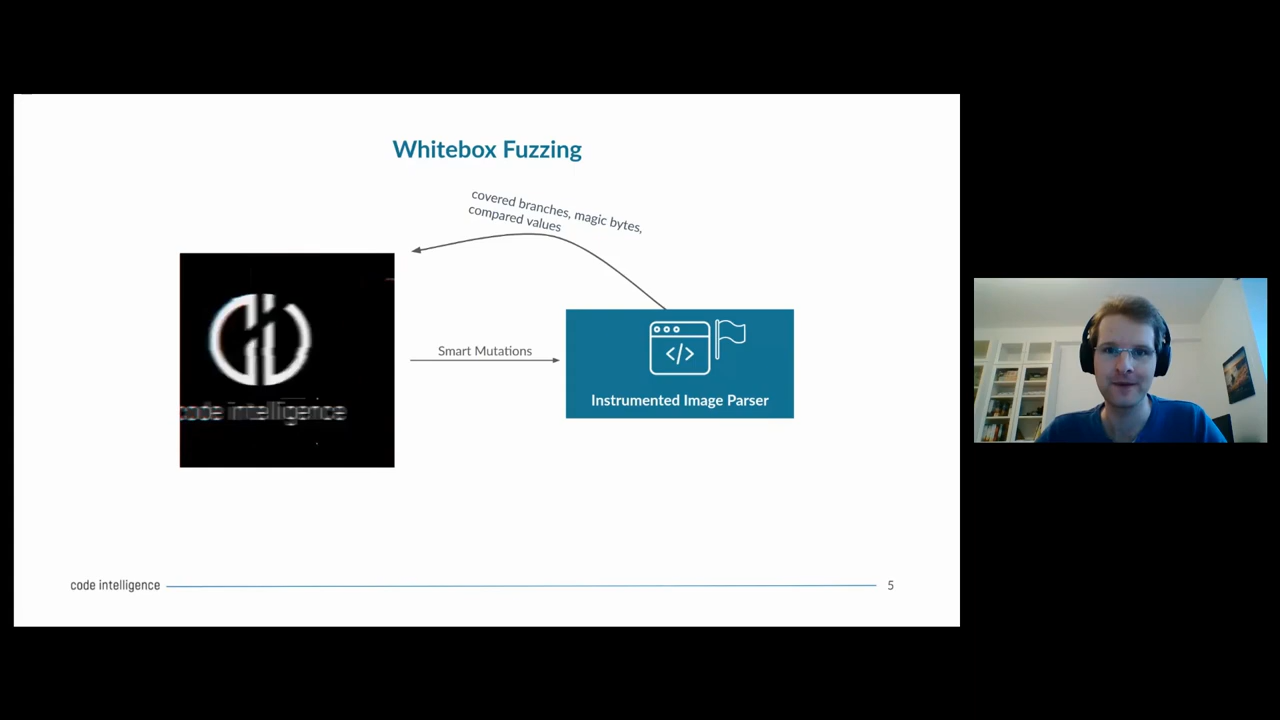 Whitebox Fuzzing
covered branches, magic bytes,
compared values
Smart Mutations
</>
Instrumented Image Parser
code intelligence
code intelligence
5